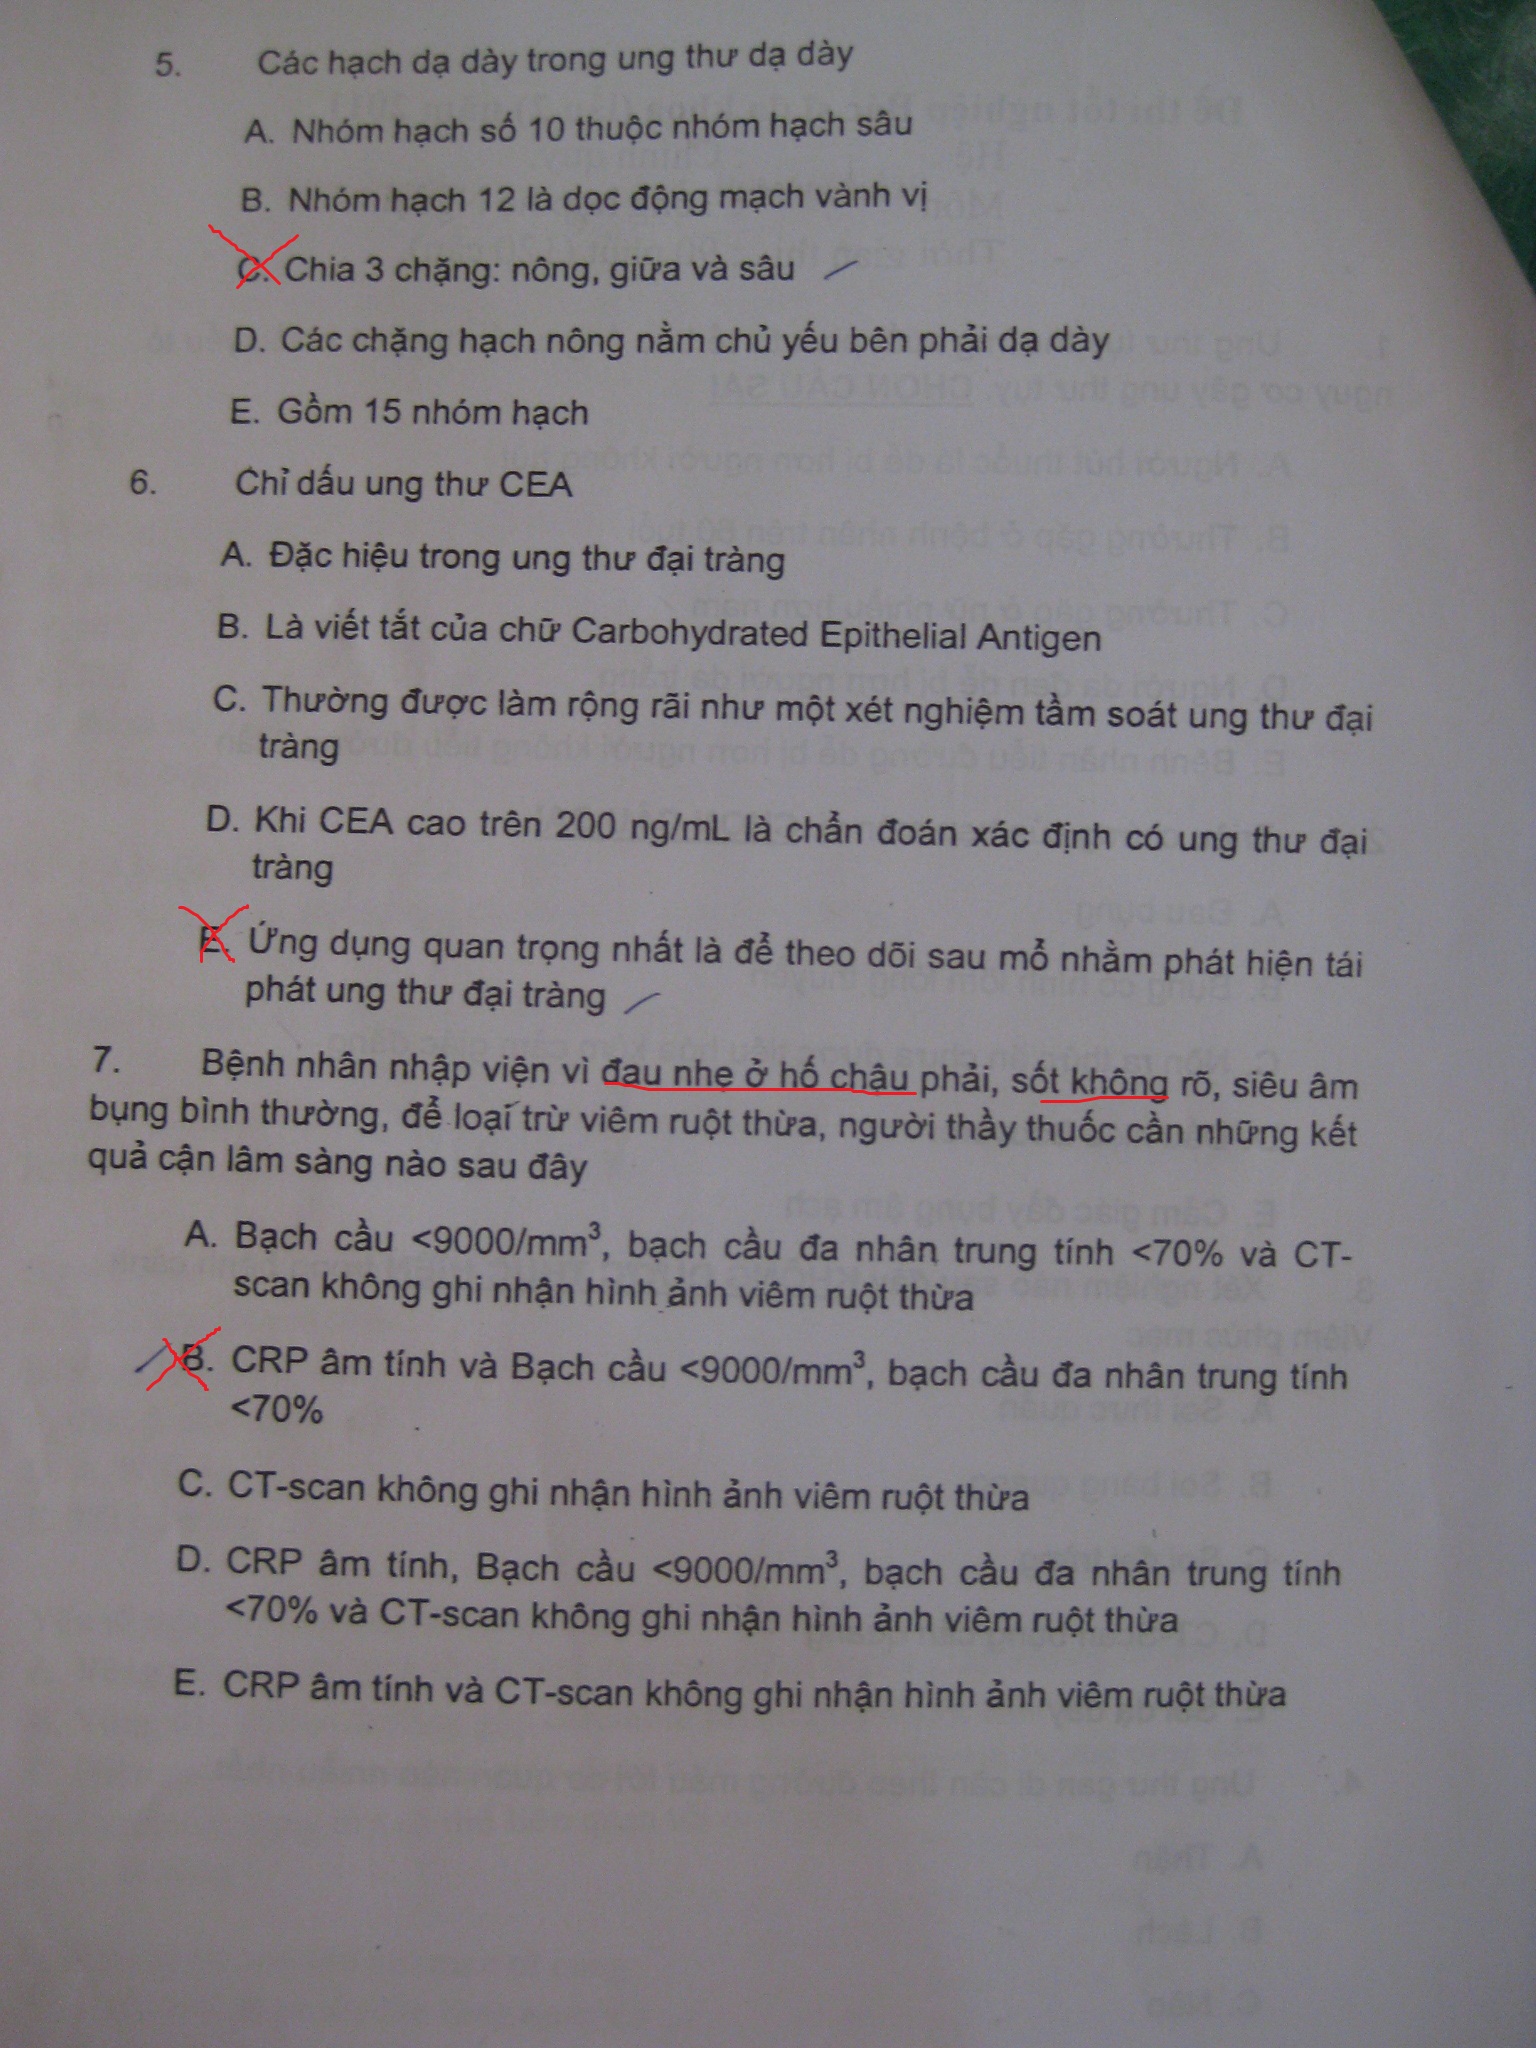 5. Các hạch dạ dày trong ung thư dạ dày
A. Nhóm hạch số 10 thuộc nhóm hạch sâu
B. Nhóm hạch 12 là dọc động mạch vành vị
C. Chia 3 chặng: nông, giữa và sâu
D. Các chặng hạch nông nằm chủ yếu bên phải dạ dày
E. Gồm 15 nhóm hạch
6. Chỉ dấu ung thư CEA
A. Đặc hiệu trong ung thư đại tràng
B. Là viết tắt của chữ Carbohydrated Epithelial Antigen
C. Thường được làm rộng rãi như một xét nghiệm tầm soát ung thư đại
tràng
D. Khi CEA cao trên 200 ng/mL là chẩn đoán xác định có ung thư đại
tràng
E. Ứng dụng quan trọng nhất là để theo dõi sau mổ nhằm phát hiện tái
phát ung thư đại tràng
7. Bệnh nhân nhập viện vì đau nhẹ ở hố chậu phải, sốt không rõ, siêu âm
bụng bình thường, để loại trừ viêm ruột thừa, người thầy thuốc cần những kết
quả cận lâm sàng nào sau đây
A. Bạch cầu <9000/mm³, bạch cầu đa nhân trung tính <70% và CT-
scan không ghi nhận hình ảnh viêm ruột thừa
B. CRP âm tính và Bạch cầu <9000/mm³, bạch cầu đa nhân trung tính
<70%
C. CT-scan không ghi nhận hình ảnh viêm ruột thừa
D. CRP âm tính, Bạch cầu <9000/mm³, bạch cầu đa nhân trung tính
<70% và CT-scan không ghi nhận hình ảnh viêm ruột thừa
E. CRP âm tính và CT-scan không ghi nhận hình ảnh viêm ruột thừa